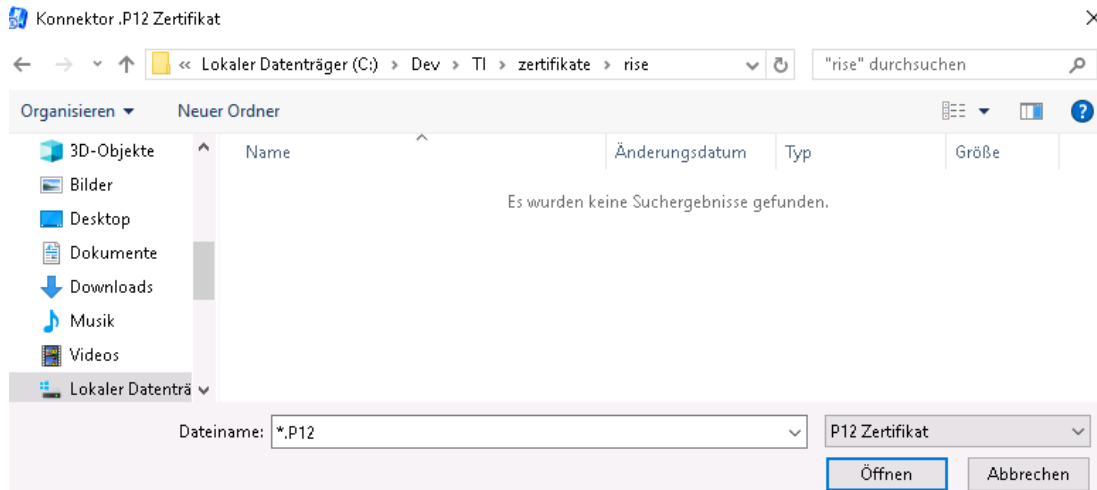 Konnektor .P12 Zertifikat
« Lokaler Datenträger (C:) > Dev > TI > zertifikate > rise "rise" durchsuchen
Organisieren Neuer Ordner
3D-Objekte Name Änderungsdatum Typ Größe
Bilder Es wurden keine Suchergebnisse gefunden.
Desktop
Dokumente
Downloads
Musik
Videos
Lokaler Datenträ
Dateiname: *.P12 P12 Zertifikat
Öffnen Abbrechen